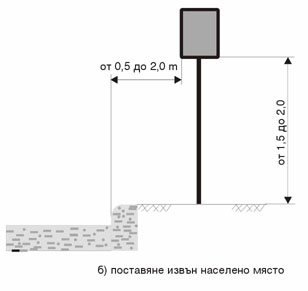 от 0,5 до 2,0 m
от 1,5 до 2,0
б) поставяне извън населено място